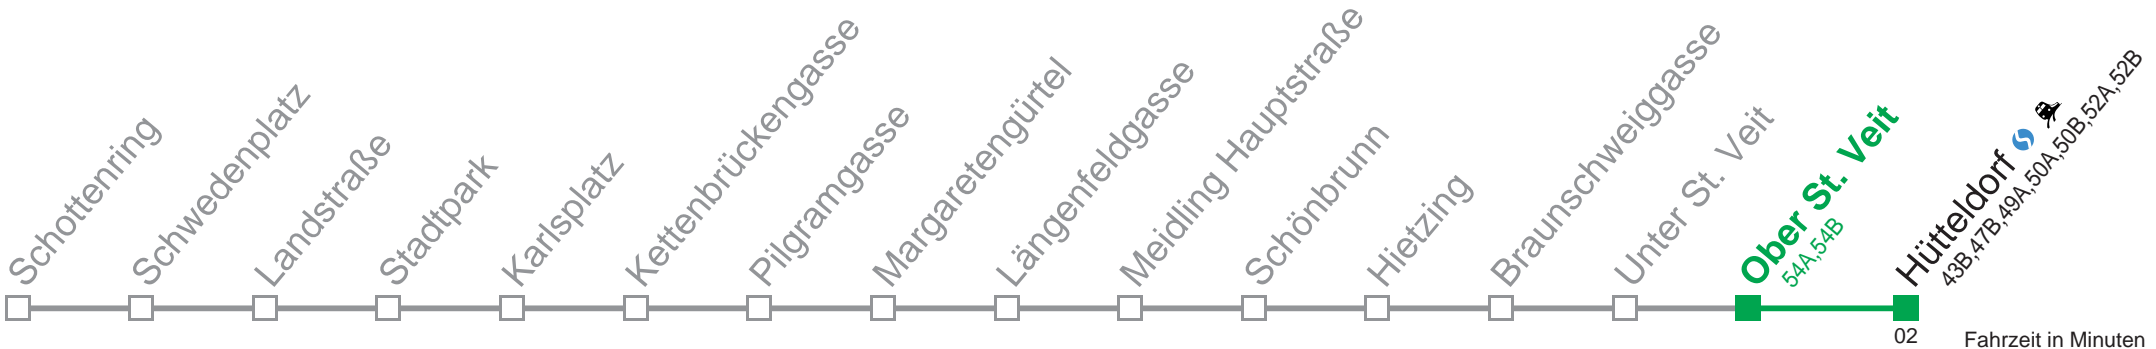 Schottenring
Schwedenplatz
Landstraße
Stadtpark
Karlsplatz
Kettenbrückengasse
Pilgramgasse
Margaretengürtel
Längenfeldgasse
Meidling Hauptstraße
Schönbrunn
Hietzing
Braunschweiggasse
Unter St. Veit
Ober St. Veit
54A,54B
Hütteldorf
43B,47B,49A,50A,50B,52A,52B
02
Fahrzeit in Minuten